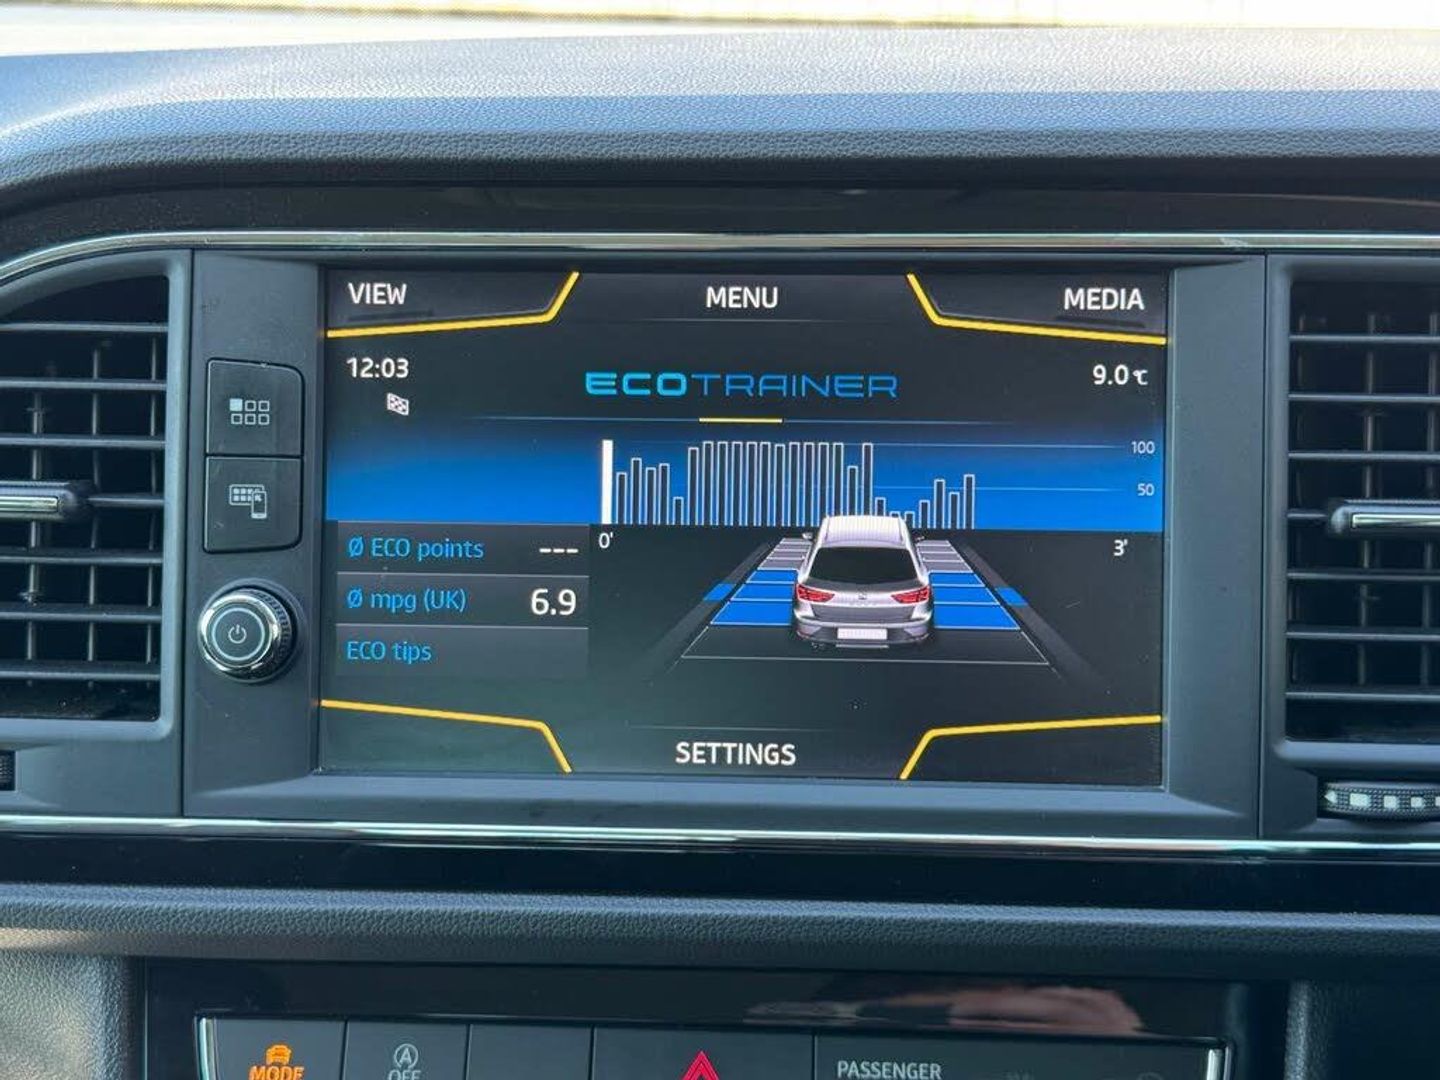 VIEW MENU MEDIA
12:03 ECOTRAINER 9.0 °C
100
50
Ø ECO points ---
0' 3'
Ø mpg (UK) 6.9
ECO tips
SETTINGS
MODE
A
OFF
PASSENGER